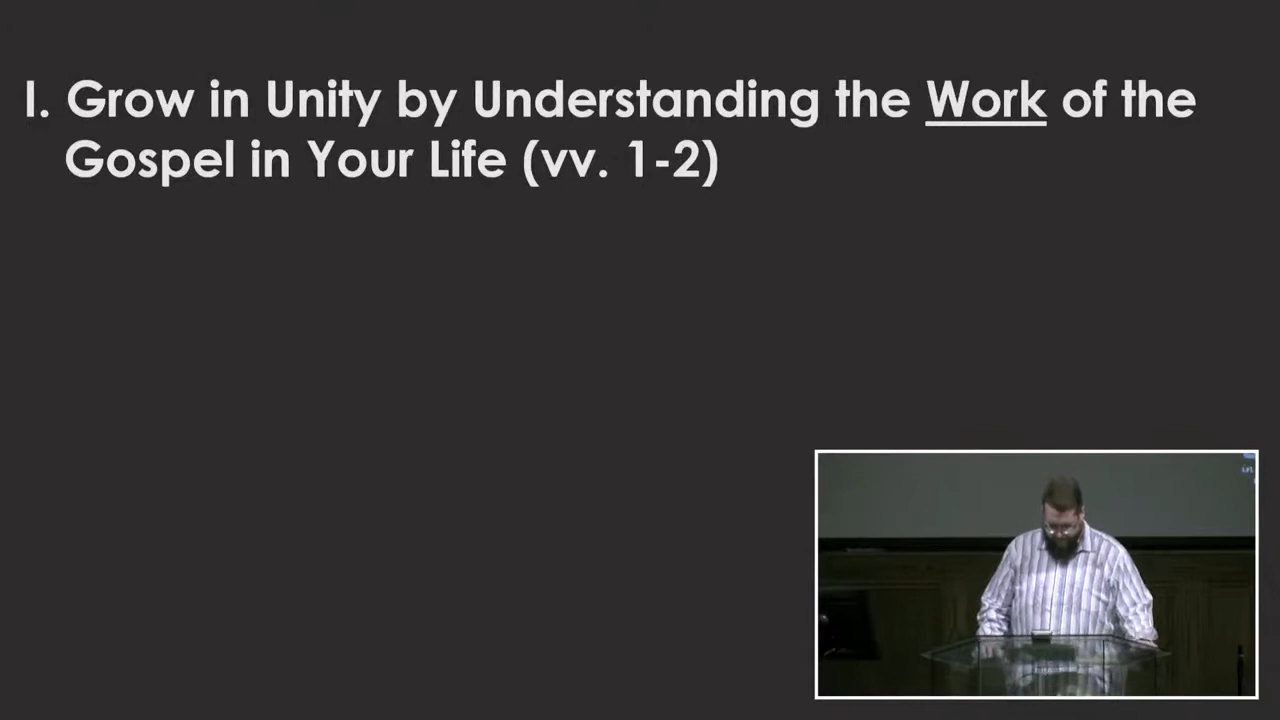 I. Grow in Unity by Understanding the Work of the
Gospel in Your Life (vv. 1-2)